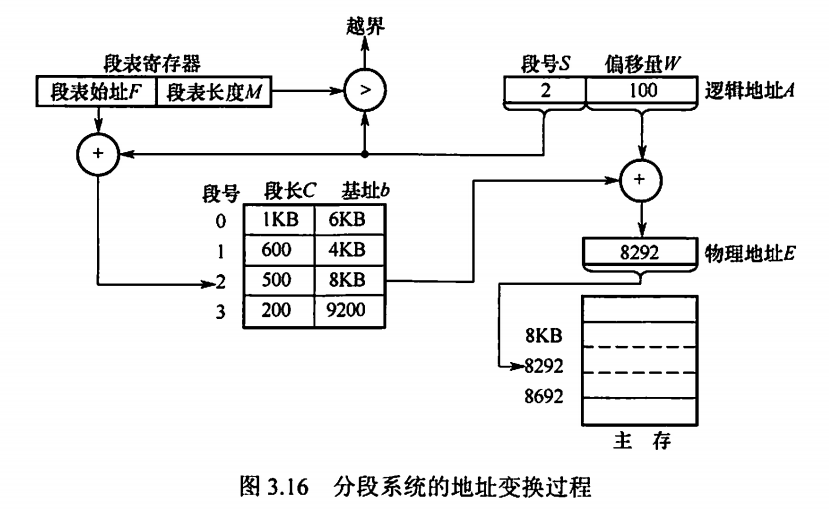 越界
段表寄存器
段表始址F 段表长度M
>
段号S 偏移量W
2 100 逻辑地址A
+
+
段号 段长C 基址b
0 1KB 6KB
1 600 4KB
2 500 8KB
3 200 9200
8292 物理地址E
8KB
8292
8692
主 存
图 3.16 分段系统的地址变换过程